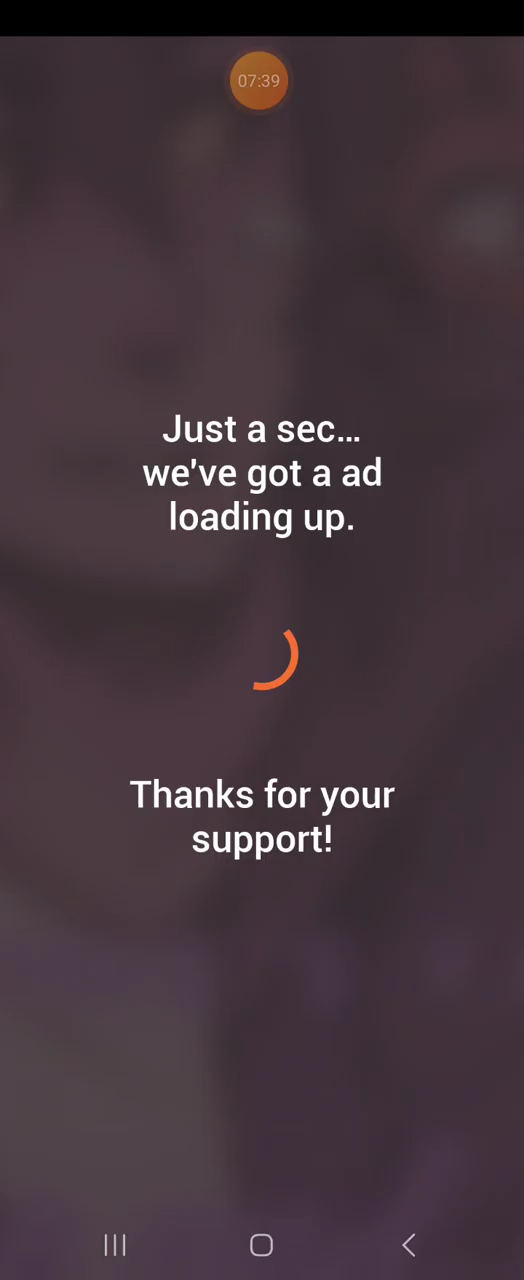 07:39
Just a sec...
we've got a ad
loading up.
Thanks for your
support!